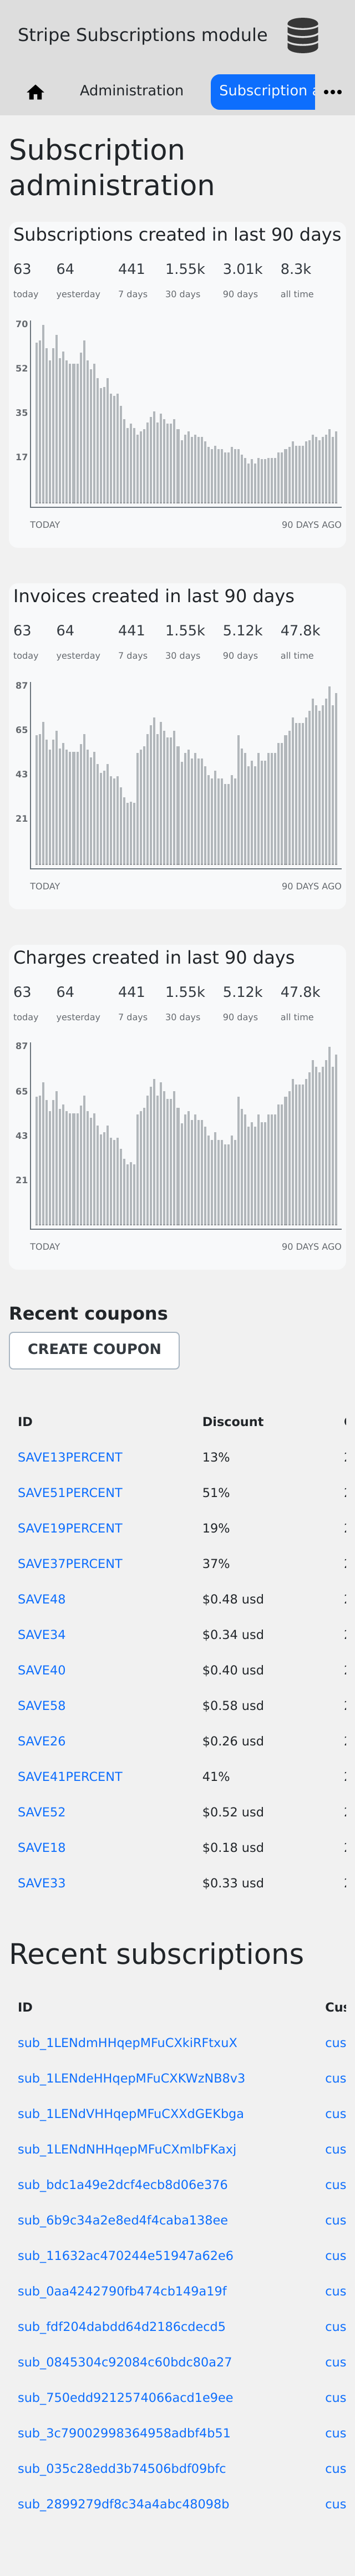 Stripe Subscriptions module
Administration
Subscription a
Subscription
administration
Subscriptions created in last 90 days
63 64 441 1.55k 3.01k 8.3k
today yesterday 7 days 30 days 90 days all time
70
52
35
17
TODAY 90 DAYS AGO
Invoices created in last 90 days
63 64 441 1.55k 5.12k 47.8k
today yesterday 7 days 30 days 90 days all time
87
65
43
21
TODAY 90 DAYS AGO
Charges created in last 90 days
63 64 441 1.55k 5.12k 47.8k
today yesterday 7 days 30 days 90 days all time
87
65
43
21
TODAY 90 DAYS AGO
Recent coupons
CREATE COUPON
ID Discount
SAVE13PERCENT 13%
SAVE51PERCENT 51%
SAVE19PERCENT 19%
SAVE37PERCENT 37%
SAVE48 $0.48 usd
SAVE34 $0.34 usd
SAVE40 $0.40 usd
SAVE58 $0.58 usd
SAVE26 $0.26 usd
SAVE41PERCENT 41%
SAVE52 $0.52 usd
SAVE18 $0.18 usd
SAVE33 $0.33 usd
Recent subscriptions
ID Cus
sub_1LENdmHHqepMFuCXkiRFtxuX cus
sub_1LENdeHHqepMFuCXKWzNB8v3 cus
sub_1LENdVHHqepMFuCXXdGEKbga cus
sub_1LENdNHHqepMFuCXmlbFKaxj cus
sub_bdc1a49e2dcf4ecb8d06e376 cus
sub_6b9c34a2e8ed4f4caba138ee cus
sub_11632ac470244e51947a62e6 cus
sub_0aa4242790fb474cb149a19f cus
sub_fdf204dabdd64d2186cdecd5 cus
sub_0845304c92084c60bdc80a27 cus
sub_750edd9212574066acd1e9ee cus
sub_3c79002998364958adbf4b51 cus
sub_035c28edd3b74506bdf09bfc cus
sub_2899279df8c34a4abc48098b cus